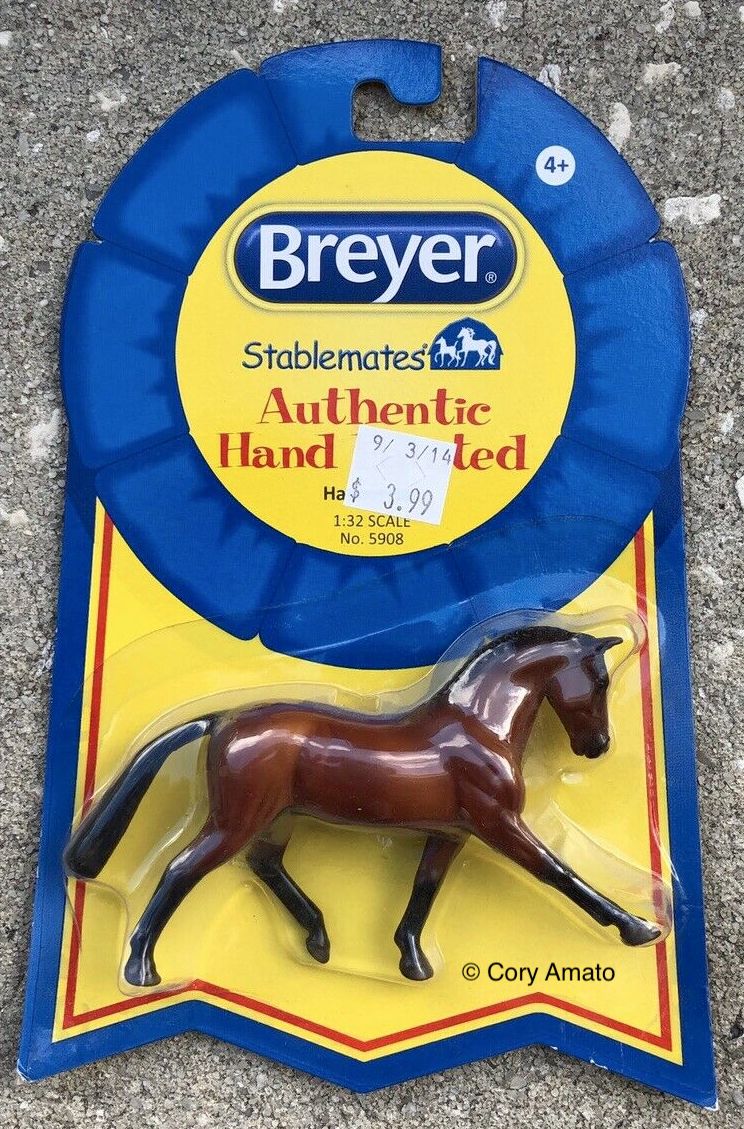 4+
Breyer®
Stablemates®
Authentic
Hand ted
9/ 3/14
$ 3.99
Ha
1:32 SCALE
No. 5908
© Cory Amato